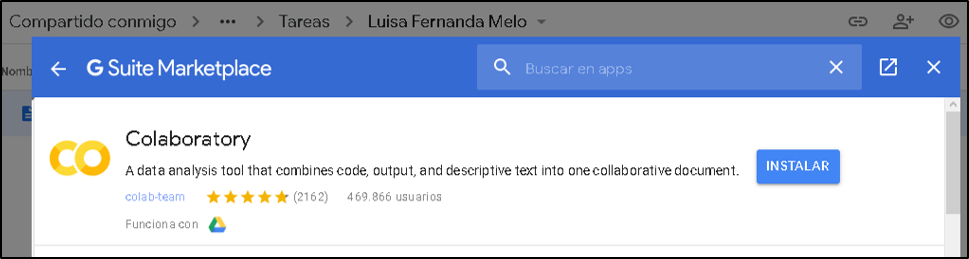 Compartido conmigo > ... > Tareas > Luisa Fernanda Melo
Nomb
G Suite Marketplace
Buscar en apps
Colaboratory
A data analysis tool that combines code, output, and descriptive text into one collaborative document.
INSTALAR
colab-team
(2162)
469.866 usuarios
Funciona con